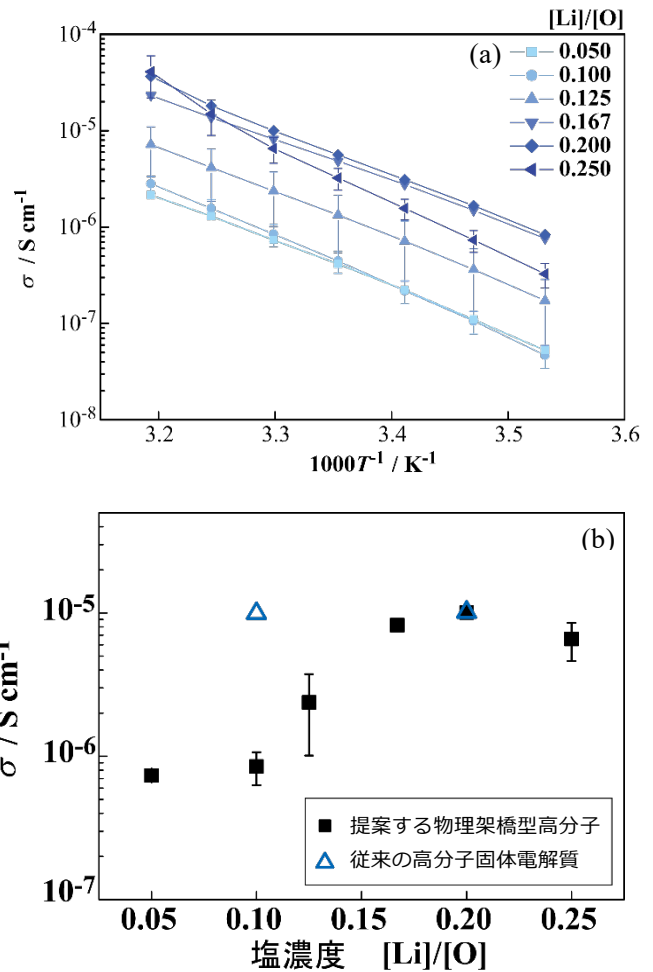 [Li]/[O]
(a)
0.050
0.100
0.125
0.167
0.200
0.250
10⁻⁴
10⁻⁵
10⁻⁶
10⁻⁷
10⁻⁸
σ / S cm⁻¹
3.2 3.3 3.4 3.5 3.6
1000T⁻¹ / K⁻¹
(b)
10⁻⁵
10⁻⁶
10⁻⁷
σ / S cm⁻¹
提案する物理架橋型高分子
従来の高分子固体電解質
0.05 0.10 0.15 0.20 0.25
塩濃度 [Li]/[O]